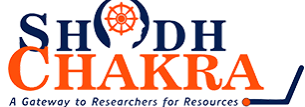 SHODH
CHAKRA
A Gateway to Researchers for Resources